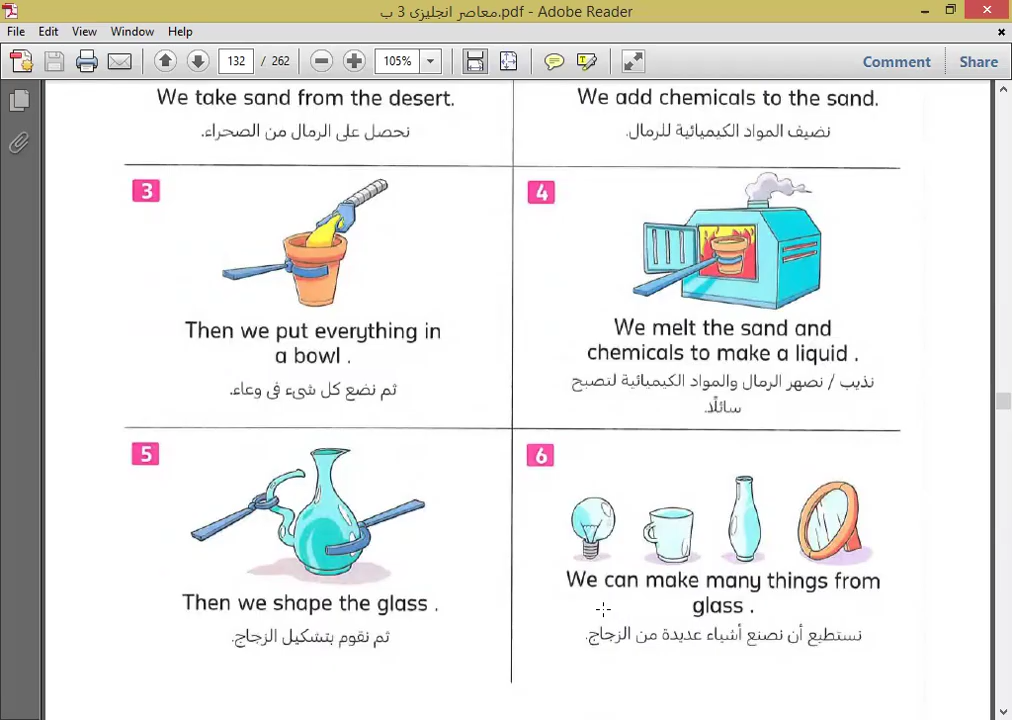 معاصر انجليزى 3 ب.pdf - Adobe Reader
File Edit View Window Help
132 / 262 105% Comment Share
We take sand from the desert.
نحصل على الرمال من الصحراء.
We add chemicals to the sand.
نضيف المواد الكيميائية للرمال.
3
Then we put everything in
a bowl .
ثم نضع كل شىء فى وعاء.
4
We melt the sand and
chemicals to make a liquid .
نذيب / نصهر الرمال والمواد الكيميائية لتصبح
سائلًا.
5
Then we shape the glass .
ثم نقوم بتشكيل الزجاج.
6
We can make many things from
glass .
نستطيع أن نصنع أشياء عديدة من الزجاج.